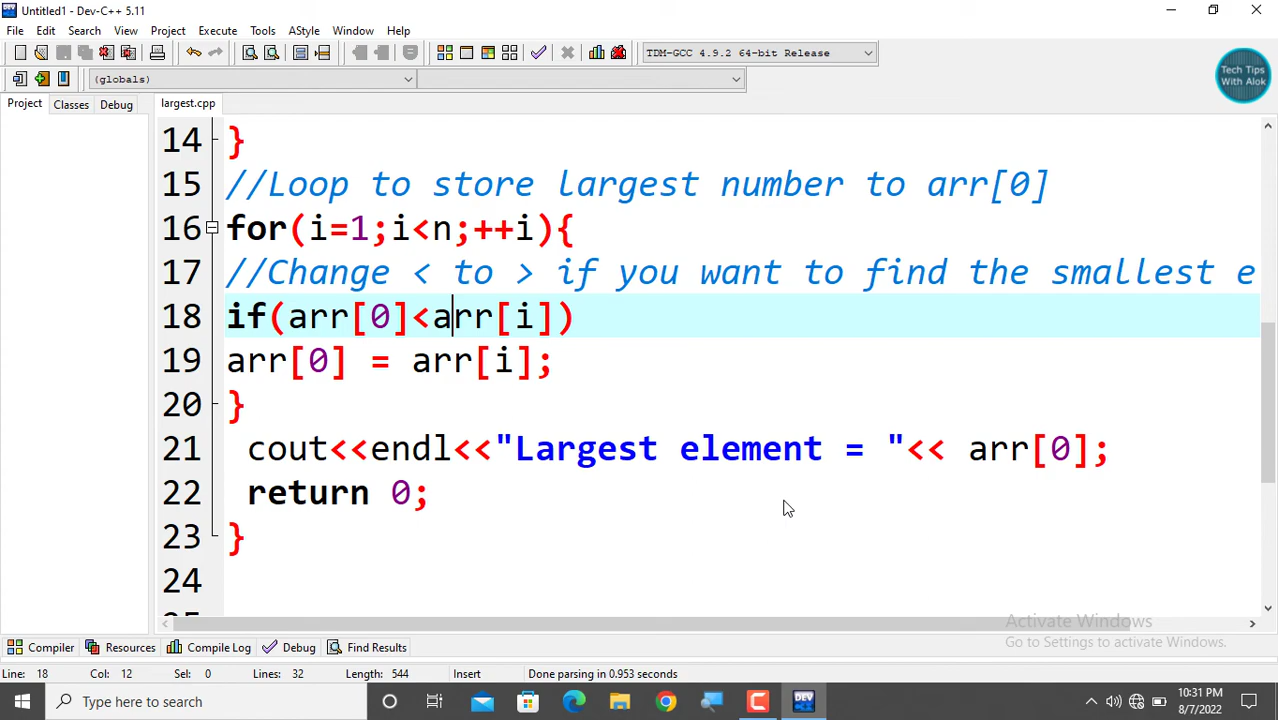 Untitled1 - Dev-C++ 5.11
File Edit Search View Project Execute Tools AStyle Window Help
TDM-GCC 4.9.2 64-bit Release
(globals)
Tech Tips
With Alok
Project Classes Debug
largest.cpp
14 }
15 //Loop to store largest number to arr[0]
16 for(i=1;i<n;++i){
17 //Change < to > if you want to find the smallest e
18 if(arr[0]<arr[i])
19 arr[0] = arr[i];
20 }
21 cout<<endl<<"Largest element = "<< arr[0];
22 return 0;
23 }
24
Activate Windows
Go to Settings to activate Windows.
Compiler Resources Compile Log Debug Find Results
Line: 18 Col: 12 Sel: 0 Lines: 32 Length: 544 Insert Done parsing in 0.953 seconds
Type here to search
10:31 PM
8/7/2022